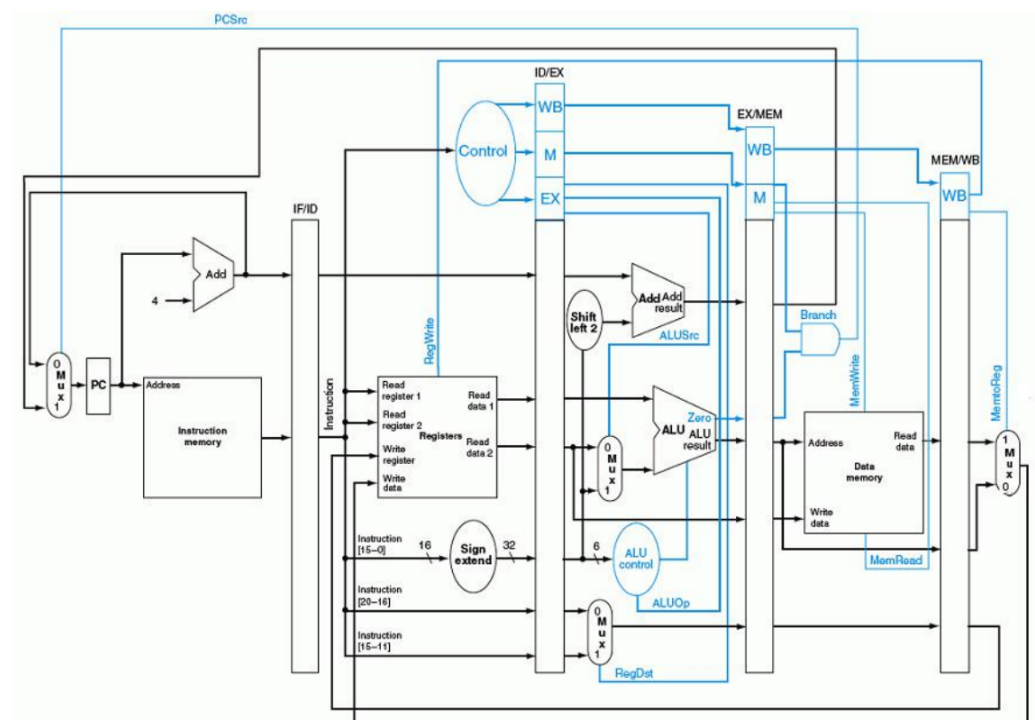 PCSrc
ID/EX
WB
EX/MEM
Control
M
WB
MEM/WB
EX
M
WB
IF/ID
Add
4
Add
Add
result
Shift
left 2
Branch
ALUSrc
RegWrite
MemWrite
MemtoReg
0
M
u
x
1
PC
Address
Instruction
memory
Instruction
Read
register 1
Read
register 2
Write
register
Write
data
Registers
Read
data 1
Read
data 2
0
M
u
x
1
Zero
ALU
ALU
result
Address
Read
data
Data
memory
Write
data
1
M
u
x
0
MemRead
Instruction
[15–0]
16
Sign
extend
32
6
ALU
control
ALUOp
Instruction
[20–16]
Instruction
[15–11]
0
M
u
x
1
RegDst